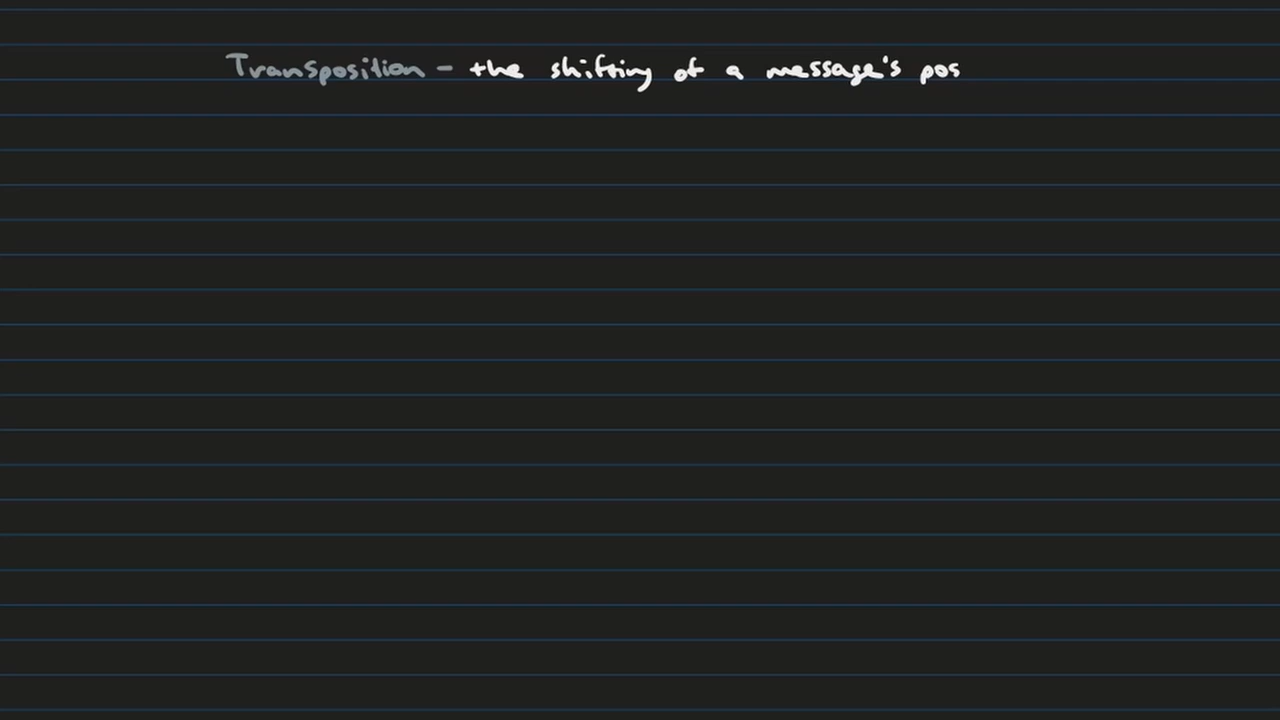 Transposition - the shifting of a message's pos